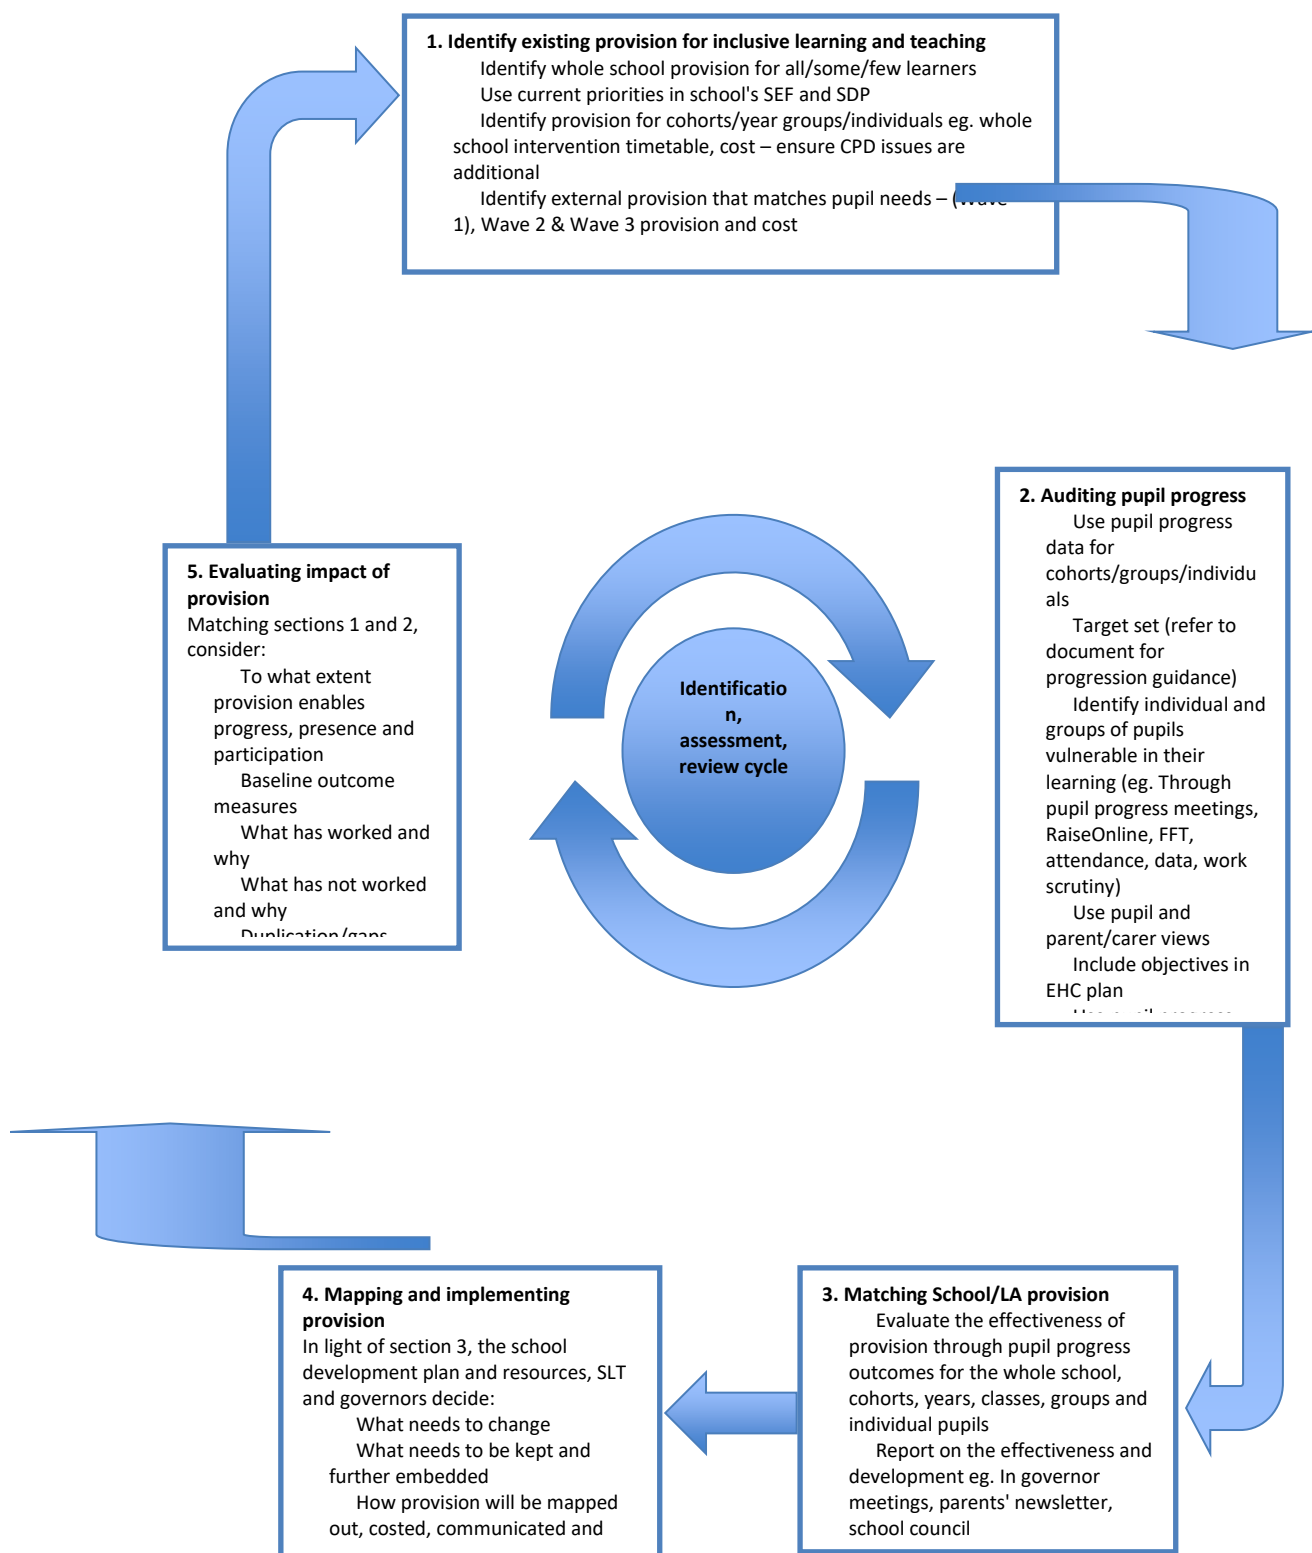 1. Identify existing provision for inclusive learning and teaching
Identify whole school provision for all/some/few learners
Use current priorities in school's SEF and SDP
Identify provision for cohorts/year groups/individuals eg. whole
school intervention timetable, cost – ensure CPD issues are
additional
Identify external provision that matches pupil needs – (Wave
1), Wave 2 & Wave 3 provision and cost
2. Auditing pupil progress
Use pupil progress
data for
cohorts/groups/individu
als
Target set (refer to
document for
progression guidance)
Identify individual and
groups of pupils
vulnerable in their
learning (eg. Through
pupil progress meetings,
RaiseOnline, FFT,
attendance, data, work
scrutiny)
Use pupil and
parent/carer views
Include objectives in
EHC plan
Use pupil progress
5. Evaluating impact of
provision
Matching sections 1 and 2,
consider:
To what extent
provision enables
progress, presence and
participation
Baseline outcome
measures
What has worked and
why
What has not worked
and why
Duplication/gaps
Identificatio
n,
assessment,
review cycle
3. Matching School/LA provision
Evaluate the effectiveness of
provision through pupil progress
outcomes for the whole school,
cohorts, years, classes, groups and
individual pupils
Report on the effectiveness and
development eg. In governor
meetings, parents' newsletter,
school council
4. Mapping and implementing
provision
In light of section 3, the school
development plan and resources, SLT
and governors decide:
What needs to change
What needs to be kept and
further embedded
How provision will be mapped
out, costed, communicated and